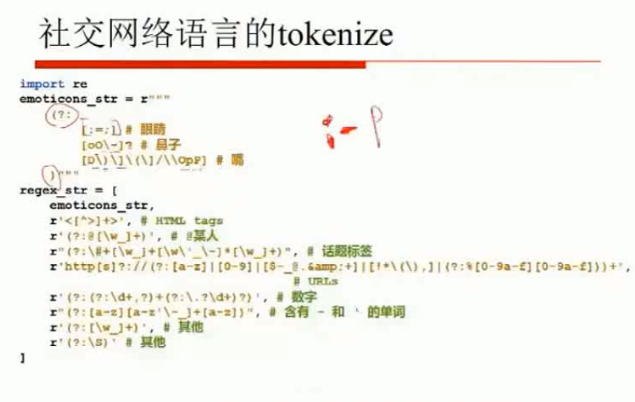 社交网络语言的tokenize
import re
emoticons_str = r"""
(?:
[:=;] # 眼睛
[oO\-]? # 鼻子
[D\)\]\(\]/\\OpP] # 嘴
)"""
regex_str = [
emoticons_str,
r'<[^>]+>', # HTML tags
r'(?:@[\w_]+)', # @某人
r"(?:\#+[\w_]+[\w\'_\-]*[\w_]+)", # 话题标签
r'http[s]?://(?:[a-z]|[0-9]|[$-_@.&amp;+]|[!*\(\),]|(?:%[0-9a-f][0-9a-f]))+',
# URLs
r'(?:(?:\d+,?)+(?:\.?\d+)?)', # 数字
r"(?:[a-z][a-z'\-_]+[a-z])", # 含有 - 和 ‘ 的单词
r'(?:[\w_]+)', # 其他
r'(?:\S)' # 其他
]
;-P